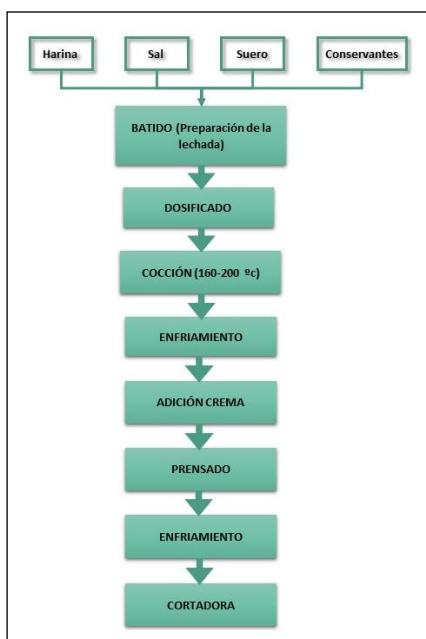 Harina
Sal
Suero
Conservantes
BATIDO (Preparación de la
lechada)
DOSIFICADO
COCCIÓN (160-200 ºc)
ENFRIAMIENTO
ADICIÓN CREMA
PRENSADO
ENFRIAMIENTO
CORTADORA